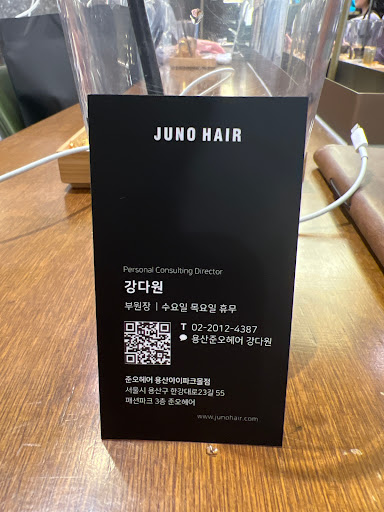 JUNO HAIR
Personal Consulting Director
강다원
부원장 | 수요일 목요일 휴무
T 02-2012-4387
용산준오헤어 강다원
준오헤어 용산아이파크몰점
서울시 용산구 한강대로23길 55
패션파크 3층 준오헤어
www.junohair.com